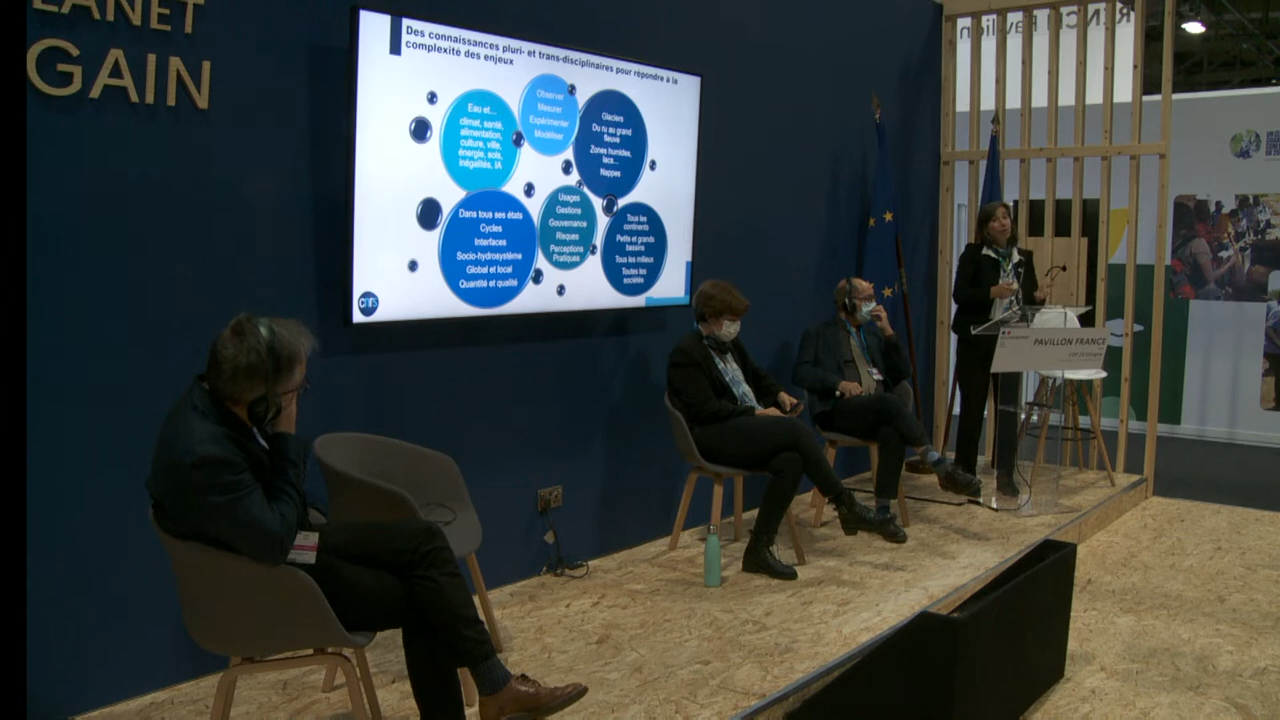 LANET
GAIN
Des connaissances pluri- et trans-disciplinaires pour répondre à la
complexité des enjeux
Eau et...
climat, santé,
alimentation,
culture, ville,
énergie, sols,
inégalités, IA
Observer
Mesurer
Expérimenter
Modéliser
Glaciers
Du ru au grand
fleuve
Zones humides,
lacs...
Nappes
Dans tous ses états
Cycles
Interfaces
Socio-hydrosystème
Global et local
Quantité et qualité
Usages
Gestions
Gouvernance
Risques
Perceptions
Pratiques
Tous les
continents
Petits et grands
bassins
Tous les milieux
Toutes les
sociétés
cnrs
PAVILLON FRANCE
COP26 Glasgow